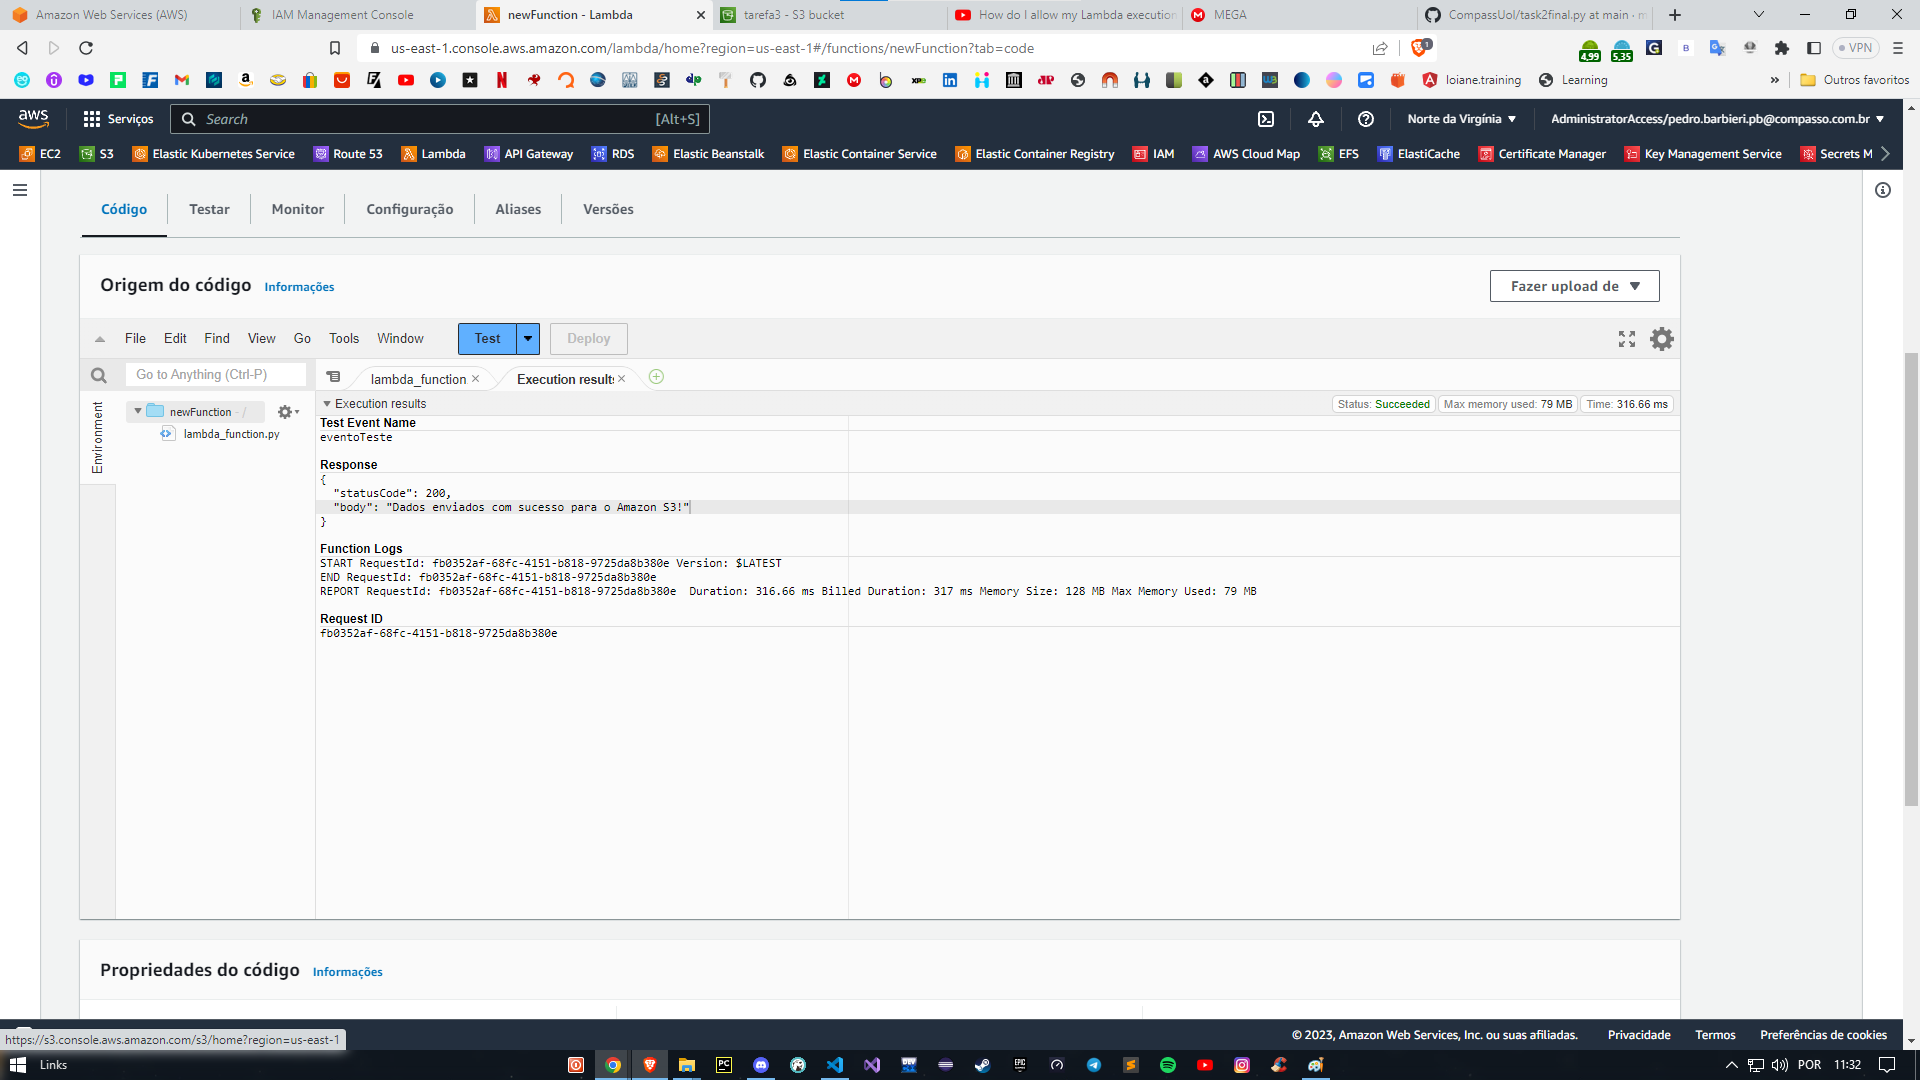 Amazon Web Services (AWS)
IAM Management Console
newFunction - Lambda
tarefa3 - S3 bucket
How do I allow my Lambda execution
MEGA
CompassUol/task2final.py at main · m
us-east-1.console.aws.amazon.com/lambda/home?region=us-east-1#/functions/newFunction?tab=code
1
4,99
5,35
VPN
loiane.training
Learning
»
Outros favoritos
aws
Serviços
Search
[Alt+S]
Norte da Virgínia
AdministratorAccess/pedro.barbieri.pb@compasso.com.br
EC2
S3
Elastic Kubernetes Service
Route 53
Lambda
API Gateway
RDS
Elastic Beanstalk
Elastic Container Service
Elastic Container Registry
IAM
AWS Cloud Map
EFS
ElastiCache
Certificate Manager
Key Management Service
Secrets M
Código
Testar
Monitor
Configuração
Aliases
Versões
Origem do código
Informações
Fazer upload de
File
Edit
Find
View
Go
Tools
Window
Test
Deploy
Go to Anything (Ctrl-P)
lambda_function
Execution results
Environment
newFunction - /
lambda_function.py
Execution results
Status: Succeeded
Max memory used: 79 MB
Time: 316.66 ms
Test Event Name
eventoTeste
Response
{
"statusCode": 200,
"body": "Dados enviados com sucesso para o Amazon S3!"
}
Function Logs
START RequestId: fb0352af-68fc-4151-b818-9725da8b380e Version: $LATEST
END RequestId: fb0352af-68fc-4151-b818-9725da8b380e
REPORT RequestId: fb0352af-68fc-4151-b818-9725da8b380e Duration: 316.66 ms Billed Duration: 317 ms Memory Size: 128 MB Max Memory Used: 79 MB
Request ID
fb0352af-68fc-4151-b818-9725da8b380e
Propriedades do código
Informações
© 2023, Amazon Web Services, Inc. ou suas afiliadas.
Privacidade
Termos
Preferências de cookies
https://s3.console.aws.amazon.com/s3/home?region=us-east-1
Links
POR
11:32